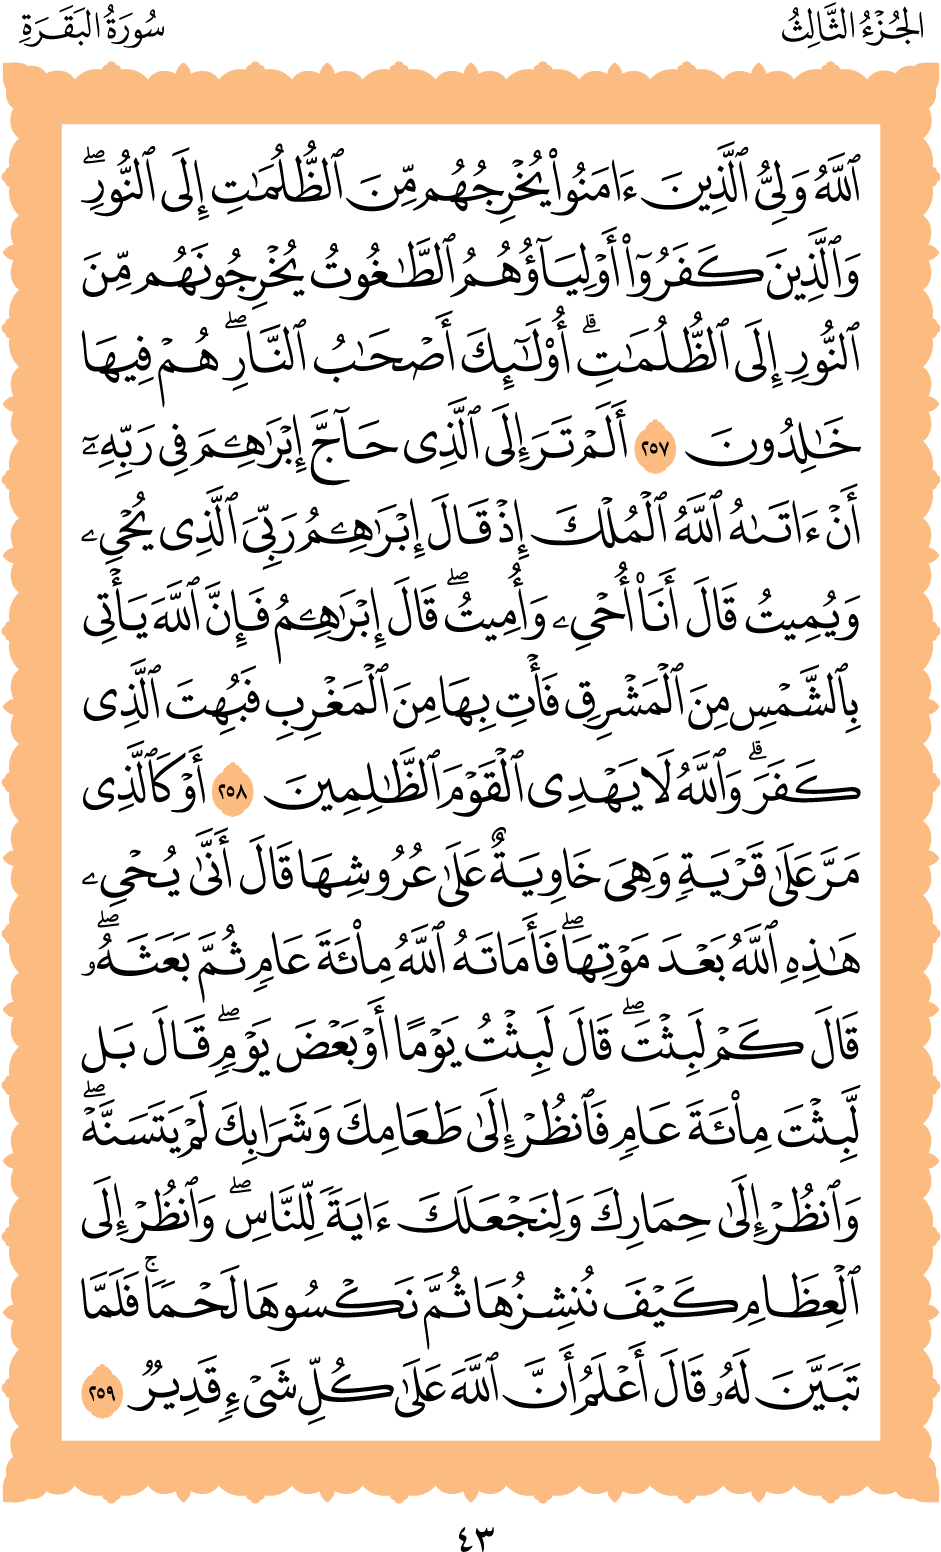 الجُزْءُ الثَّالِثُ
سُورَةُ البَقَرَةِ
ٱللَّهُ وَلِيُّ ٱلَّذِينَ ءَامَنُوا۟ يُخْرِجُهُم مِّنَ ٱلظُّلُمَٰتِ إِلَى ٱلنُّورِ ۖ
وَٱلَّذِينَ كَفَرُوٓا۟ أَوْلِيَآؤُهُمُ ٱلطَّٰغُوتُ يُخْرِجُونَهُم مِّنَ
ٱلنُّورِ إِلَى ٱلظُّلُمَٰتِ ۗ أُو۟لَٰٓئِكَ أَصْحَٰبُ ٱلنَّارِ ۖ هُمْ فِيهَا
خَٰلِدُونَ ٢٥٧ أَلَمْ تَرَ إِلَى ٱلَّذِى حَآجَّ إِبْرَٰهِۦمَ فِى رَبِّهِۦٓ
أَنْ ءَاتَىٰهُ ٱللَّهُ ٱلْمُلْكَ إِذْ قَالَ إِبْرَٰهِۦمُ رَبِّىَ ٱلَّذِى يُحْىِۦ
وَيُمِيتُ قَالَ أَنَا۠ أُحْىِۦ وَأُمِيتُ ۖ قَالَ إِبْرَٰهِۦمُ فَإِنَّ ٱللَّهَ يَأْتِى
بِٱلشَّمْسِ مِنَ ٱلْمَشْرِقِ فَأْتِ بِهَا مِنَ ٱلْمَغْرِبِ فَبُهِتَ ٱلَّذِى
كَفَرَ ۗ وَٱللَّهُ لَا يَهْدِى ٱلْقَوْمَ ٱلظَّٰلِمِينَ ٢٥٨ أَوْ كَٱلَّذِى
مَرَّ عَلَىٰ قَرْيَةٍ وَهِىَ خَاوِيَةٌ عَلَىٰ عُرُوشِهَا قَالَ أَنَّىٰ يُحْىِۦ
هَٰذِهِ ٱللَّهُ بَعْدَ مَوْتِهَا ۖ فَأَمَاتَهُ ٱللَّهُ مِا۟ئَةَ عَامٍ ثُمَّ بَعَثَهُۥ ۖ
قَالَ كَمْ لَبِثْتَ ۖ قَالَ لَبِثْتُ يَوْمًا أَوْ بَعْضَ يَوْمٍ ۖ قَالَ بَل
لَّبِثْتَ مِا۟ئَةَ عَامٍ فَٱنظُرْ إِلَىٰ طَعَامِكَ وَشَرَابِكَ لَمْ يَتَسَنَّهْ ۖ
وَٱنظُرْ إِلَىٰ حِمَارِكَ وَلِنَجْعَلَكَ ءَايَةً لِّلنَّاسِ ۖ وَٱنظُرْ إِلَى
ٱلْعِظَامِ كَيْفَ نُنشِزُهَا ثُمَّ نَكْسُوهَا لَحْمًا ۚ فَلَمَّا
تَبَيَّنَ لَهُۥ قَالَ أَعْلَمُ أَنَّ ٱللَّهَ عَلَىٰ كُلِّ شَىْءٍ قَدِيرٌ ٢٥٩
٤٣